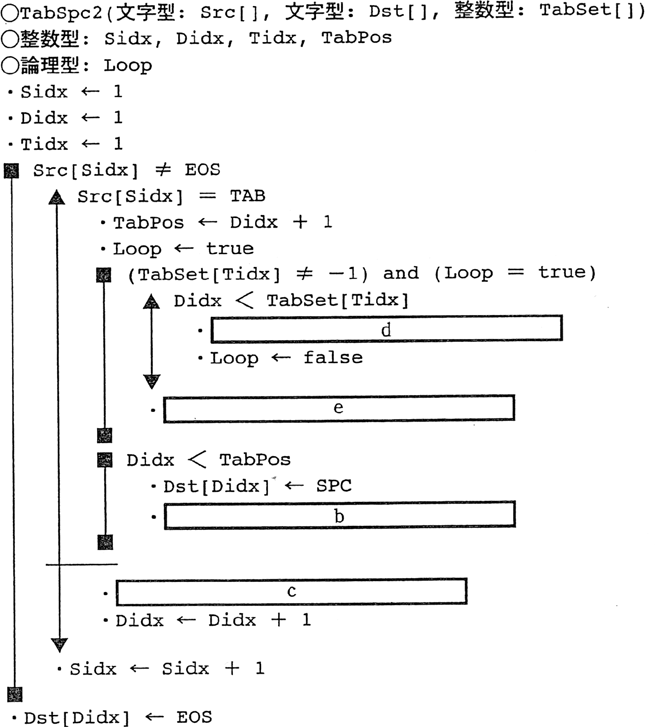 ○TabSpc2(文字型: Src[], 文字型: Dst[], 整数型: TabSet[])
○整数型: Sidx, Didx, Tidx, TabPos
○論理型: Loop
・Sidx ← 1
・Didx ← 1
・Tidx ← 1
■ Src[Sidx] ≠ EOS
▲ Src[Sidx] = TAB
・TabPos ← Didx + 1
・Loop ← true
■ (TabSet[Tidx] ≠ −1) and (Loop = true)
▲ Didx < TabSet[Tidx]
・ d
・Loop ← false
・ e
■ Didx < TabPos
・Dst[Didx] ← SPC
・ b
・ c
・Didx ← Didx + 1
・Sidx ← Sidx + 1
・Dst[Didx] ← EOS